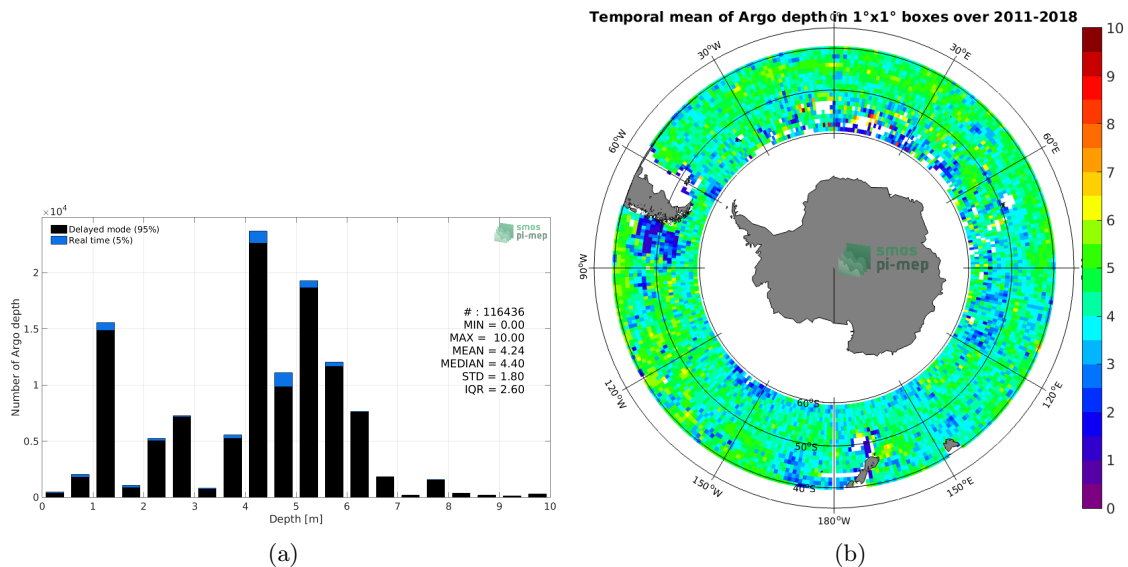 Temporal mean of Argo depth in 1°x1° boxes over 2011-2018
×10⁴
Delayed mode (95%)
Real time (5%)
smos
pi-mep
# : 116436
MIN = 0.00
MAX = 10.00
MEAN = 4.24
MEDIAN = 4.40
STD = 1.80
IQR = 2.60
Number of Argo depth
2
1.5
1
0.5
0
0 1 2 3 4 5 6 7 8 9 10
Depth [m]
(a)
0°
30°W
30°E
60°W
60°E
90°W
120°W
120°E
150°W
150°E
180°W
60°S
50°S
40°S
smos
pi-mep
10
9
8
7
6
5
4
3
2
1
0
(b)